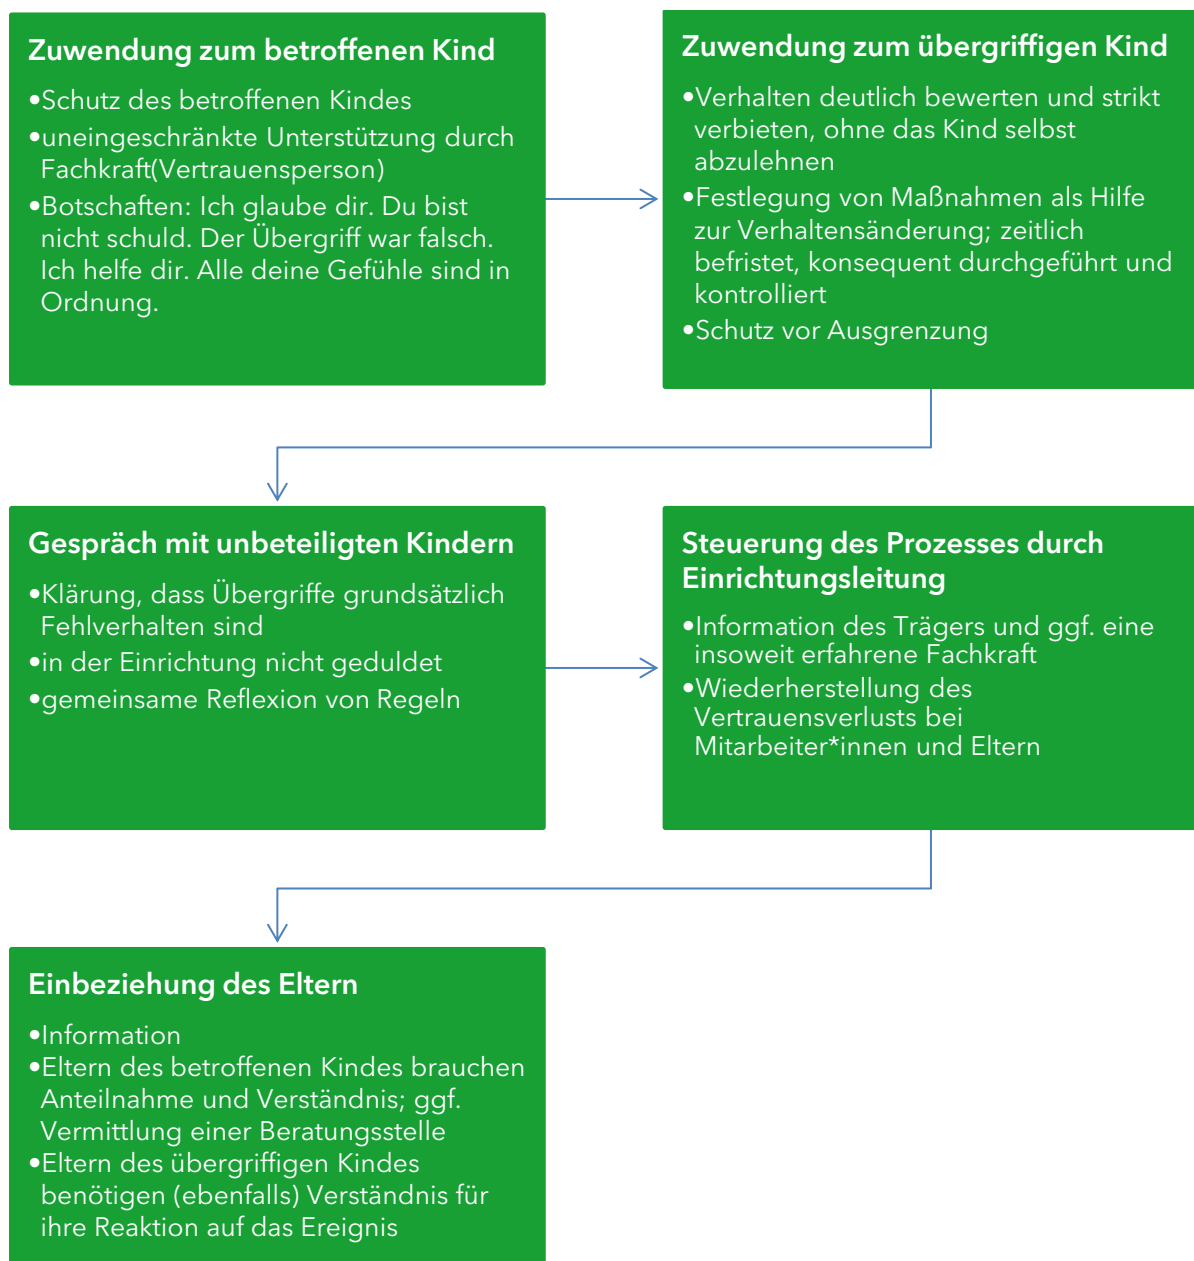 Zuwendung zum betroffenen Kind
•Schutz des betroffenen Kindes
•uneingeschränkte Unterstützung durch
Fachkraft(Vertrauensperson)
•Botschaften: Ich glaube dir. Du bist
nicht schuld. Der Übergriff war falsch.
Ich helfe dir. Alle deine Gefühle sind in
Ordnung.
Zuwendung zum übergriffigen Kind
•Verhalten deutlich bewerten und strikt
verbieten, ohne das Kind selbst
abzulehnen
•Festlegung von Maßnahmen als Hilfe
zur Verhaltensänderung; zeitlich
befristet, konsequent durchgeführt und
kontrolliert
•Schutz vor Ausgrenzung
Gespräch mit unbeteiligten Kindern
•Klärung, dass Übergriffe grundsätzlich
Fehlverhalten sind
•in der Einrichtung nicht geduldet
•gemeinsame Reflexion von Regeln
Steuerung des Prozesses durch
Einrichtungsleitung
•Information des Trägers und ggf. eine
insoweit erfahrene Fachkraft
•Wiederherstellung des
Vertrauensverlusts bei
Mitarbeiter*innen und Eltern
Einbeziehung des Eltern
•Information
•Eltern des betroffenen Kindes brauchen
Anteilnahme und Verständnis; ggf.
Vermittlung einer Beratungsstelle
•Eltern des übergriffigen Kindes
benötigen (ebenfalls) Verständnis für
ihre Reaktion auf das Ereignis